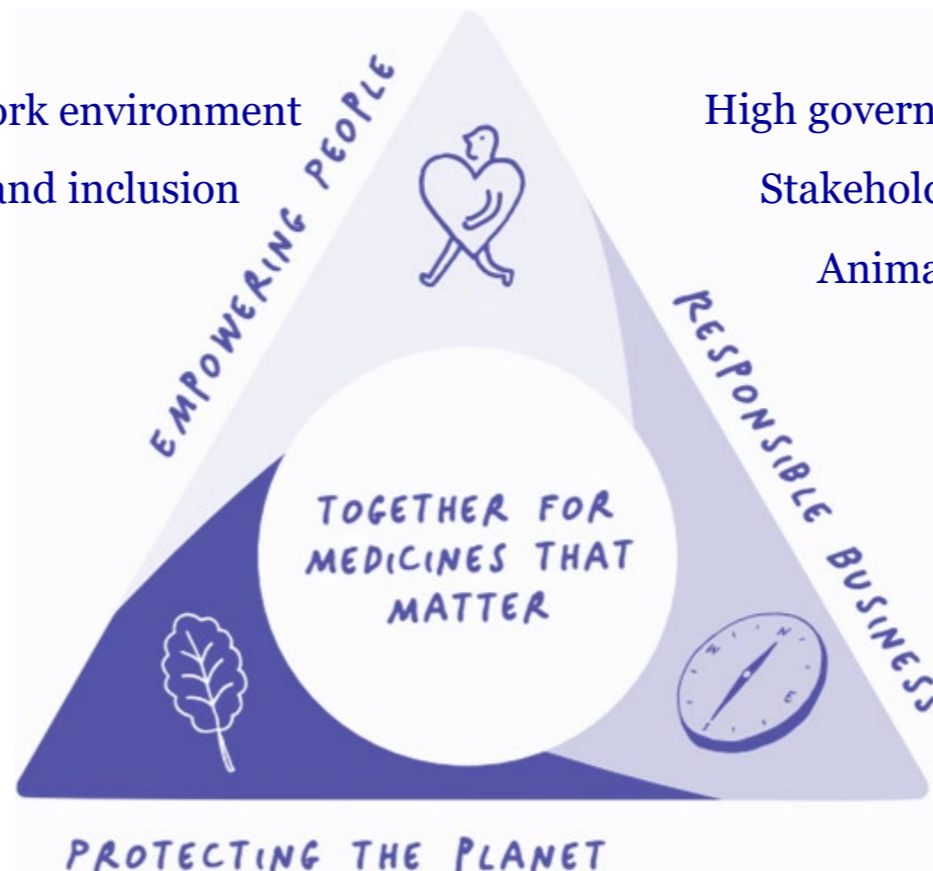 ork environment
and inclusion
High govern
Stakehol
Anima
EMPOWERING PEOPLE
RESPONSIBLE BUSINESS
TOGETHER FOR
MEDICINES THAT
MATTER
N
W
E
PROTECTING THE PLANET